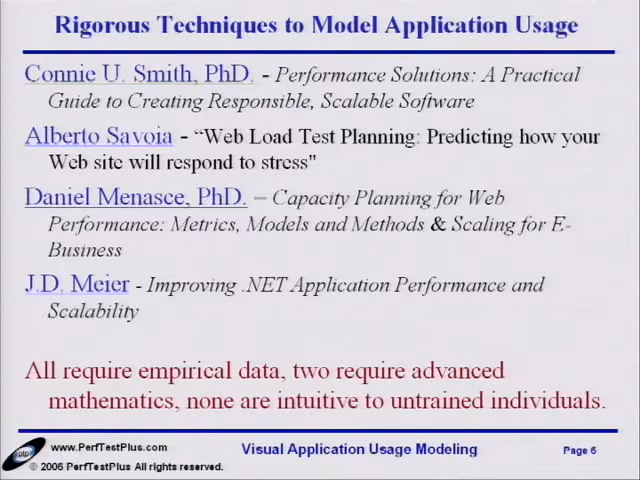 Rigorous Techniques to Model Application Usage
Connie U. Smith, PhD. - Performance Solutions: A Practical
Guide to Creating Responsible, Scalable Software
Alberto Savoia - “Web Load Test Planning: Predicting how your
Web site will respond to stress"
Daniel Menasce, PhD. – Capacity Planning for Web
Performance: Metrics, Models and Methods & Scaling for E-
Business
J.D. Meier - Improving .NET Application Performance and
Scalability
All require empirical data, two require advanced
mathematics, none are intuitive to untrained individuals.
www.PerfTestPlus.com
Visual Application Usage Modeling
Page 6
© 2006 PerfTestPlus All rights reserved.